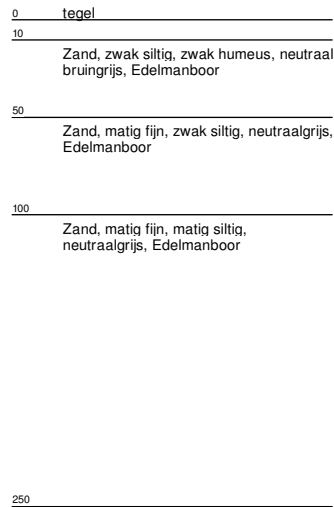 0 tegel
10
Zand, zwak siltig, zwak humeus, neutraal
bruingrijs, Edelmanboor
50
Zand, matig fijn, zwak siltig, neutraalgrijs,
Edelmanboor
100
Zand, matig fijn, matig siltig,
neutraalgrijs, Edelmanboor
250